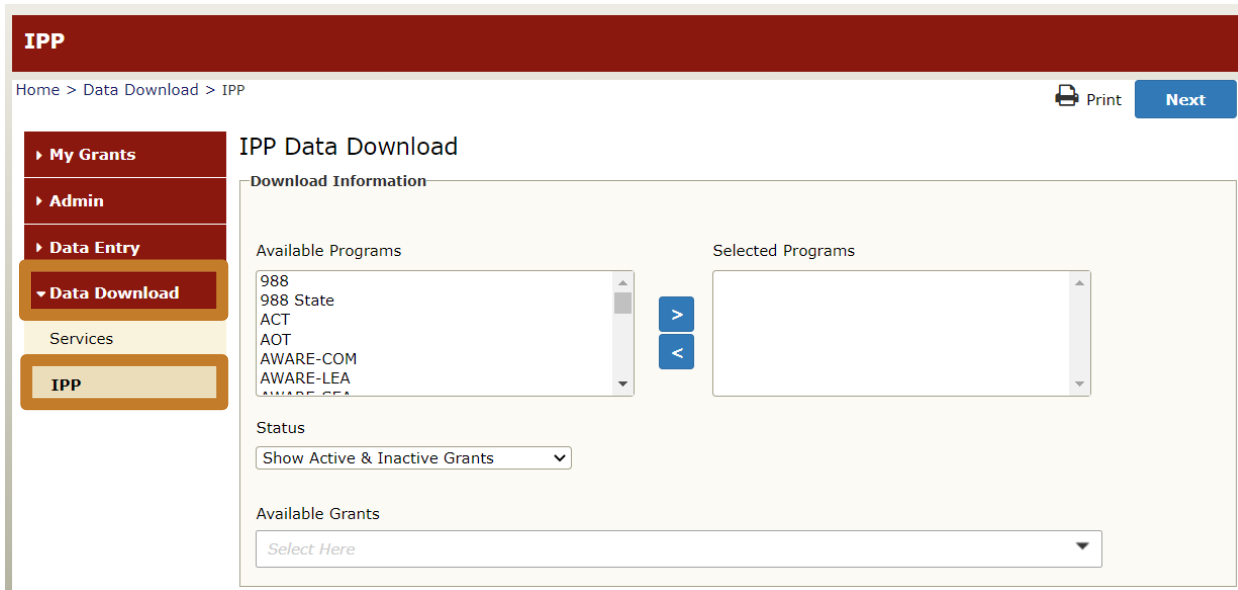 IPP
Home > Data Download > IPP
Print
Next
My Grants
Admin
Data Entry
Data Download
Services
IPP
IPP Data Download
Download Information
Available Programs
988
988 State
ACT
AOT
AWARE-COM
AWARE-LEA
>
<
Selected Programs
Status
Show Active & Inactive Grants
Available Grants
Select Here